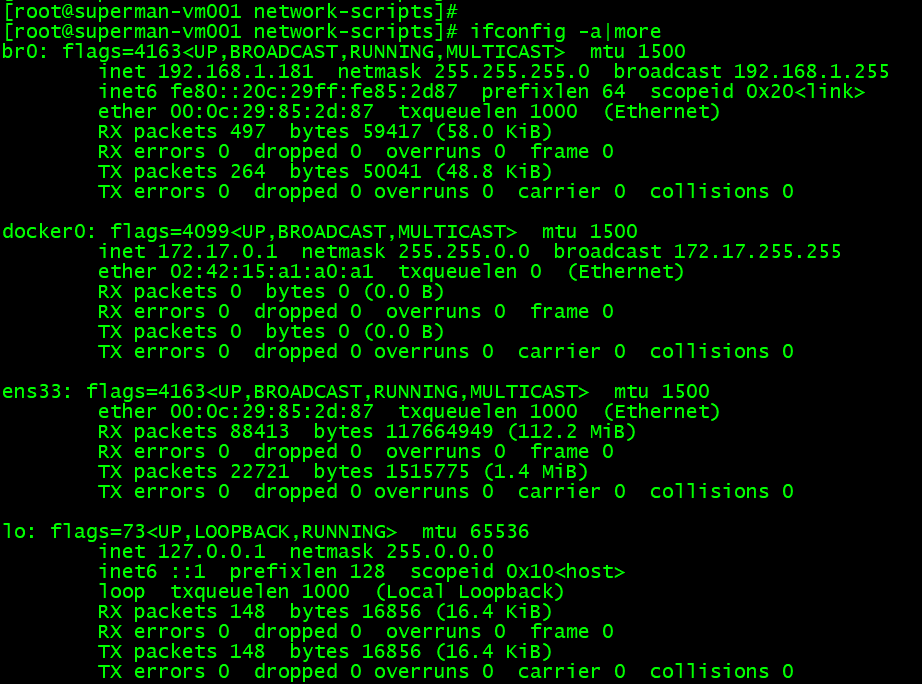 [root@superman-vm001 network-scripts]#
[root@superman-vm001 network-scripts]# ifconfig -a|more
br0: flags=4163<UP,BROADCAST,RUNNING,MULTICAST>  mtu 1500
        inet 192.168.1.181  netmask 255.255.255.0  broadcast 192.168.1.255
        inet6 fe80::20c:29ff:fe85:2d87  prefixlen 64  scopeid 0x20<link>
        ether 00:0c:29:85:2d:87  txqueuelen 1000  (Ethernet)
        RX packets 497  bytes 59417 (58.0 KiB)
        RX errors 0  dropped 0  overruns 0  frame 0
        TX packets 264  bytes 50041 (48.8 KiB)
        TX errors 0  dropped 0 overruns 0  carrier 0  collisions 0

docker0: flags=4099<UP,BROADCAST,MULTICAST>  mtu 1500
        inet 172.17.0.1  netmask 255.255.0.0  broadcast 172.17.255.255
        ether 02:42:15:a1:a0:a1  txqueuelen 0  (Ethernet)
        RX packets 0  bytes 0 (0.0 B)
        RX errors 0  dropped 0  overruns 0  frame 0
        TX packets 0  bytes 0 (0.0 B)
        TX errors 0  dropped 0 overruns 0  carrier 0  collisions 0

ens33: flags=4163<UP,BROADCAST,RUNNING,MULTICAST>  mtu 1500
        ether 00:0c:29:85:2d:87  txqueuelen 1000  (Ethernet)
        RX packets 88413  bytes 117664949 (112.2 MiB)
        RX errors 0  dropped 0  overruns 0  frame 0
        TX packets 22721  bytes 1515775 (1.4 MiB)
        TX errors 0  dropped 0 overruns 0  carrier 0  collisions 0

lo: flags=73<UP,LOOPBACK,RUNNING>  mtu 65536
        inet 127.0.0.1  netmask 255.0.0.0
        inet6 ::1  prefixlen 128  scopeid 0x10<host>
        loop  txqueuelen 1000  (Local Loopback)
        RX packets 148  bytes 16856 (16.4 KiB)
        RX errors 0  dropped 0  overruns 0  frame 0
        TX packets 148  bytes 16856 (16.4 KiB)
        TX errors 0  dropped 0 overruns 0  carrier 0  collisions 0